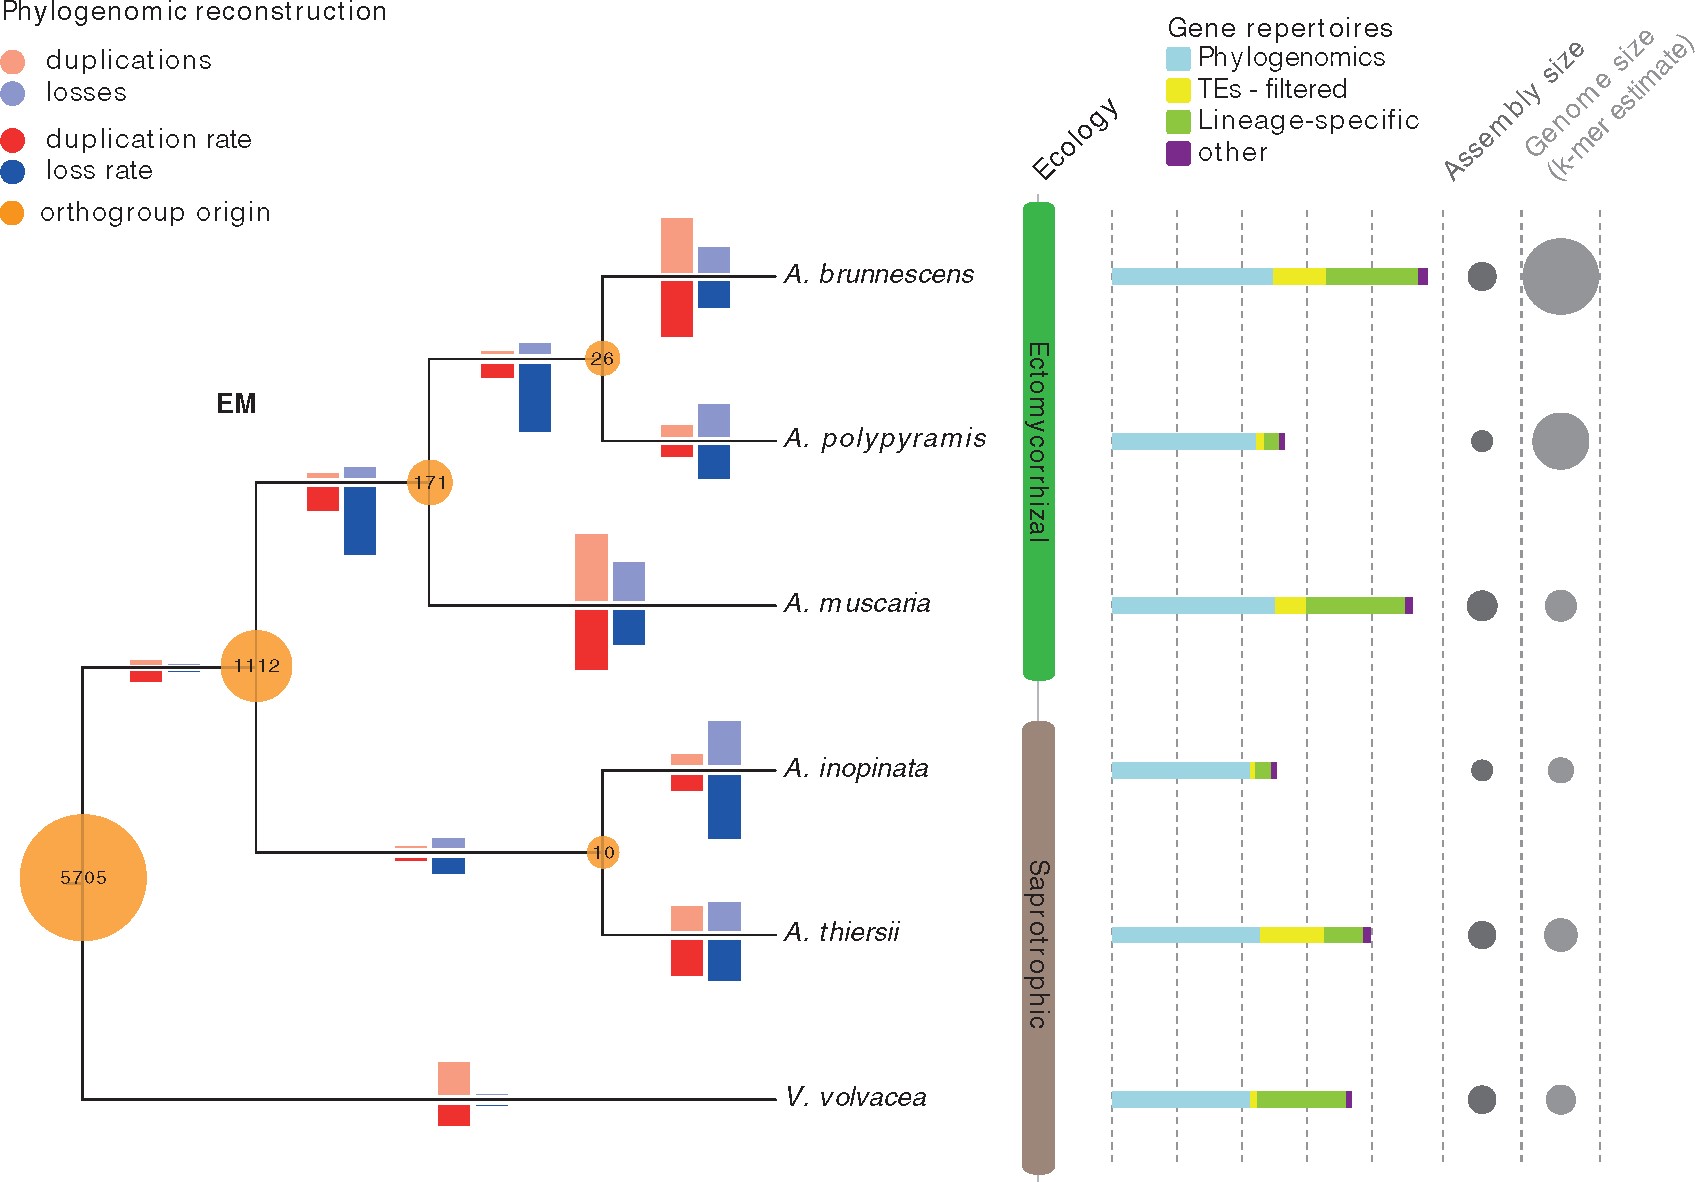 Phylogenomic reconstruction
duplications
losses
duplication rate
loss rate
orthogroup origin
Ecology
Gene repertoires
Phylogenomics
TEs - filtered
Lineage-specific
other
Assembly size
Genome size
(k-mer estimate)
EM
A. brunnescens
26
A. polypyramis
171
A. muscaria
1112
A. inopinata
10
A. thiersii
5705
V. volvacea
Ectomycorrhizal
Saprotrophic